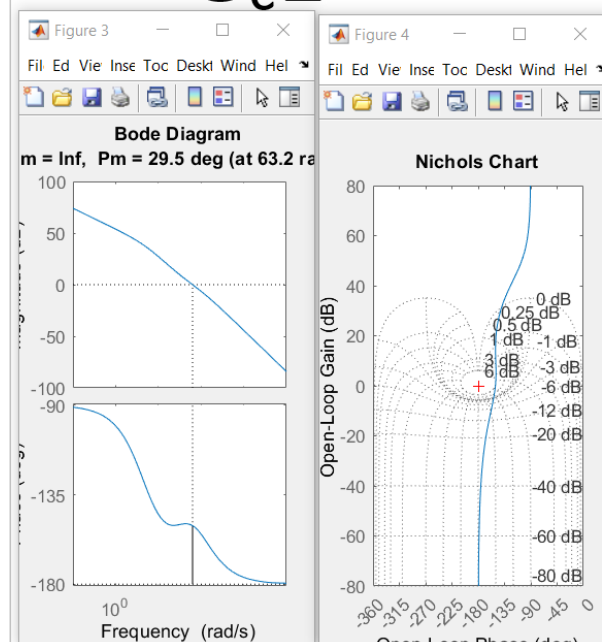 Figure 3
Fil Ed Vie Inse Toc Deskt Wind Hel
Bode Diagram
m = Inf, Pm = 29.5 deg (at 63.2 ra
100
50
0
-50
-100
-90
-135
-180
10^0
Frequency (rad/s)
Figure 4
Fil Ed Vie Inse Toc Deskt Wind Hel
Nichols Chart
Open-Loop Gain (dB)
80
60
40
20
0
-20
-40
-60
-80
0 dB
0.25 dB
0.5 dB
1 dB
-1 dB
3 dB
-3 dB
6 dB
-6 dB
-12 dB
-20 dB
-40 dB
-60 dB
-80 dB
-360 -315 -270 -225 -180 -135 -90 -45 0
Open-Loop Phase (deg)